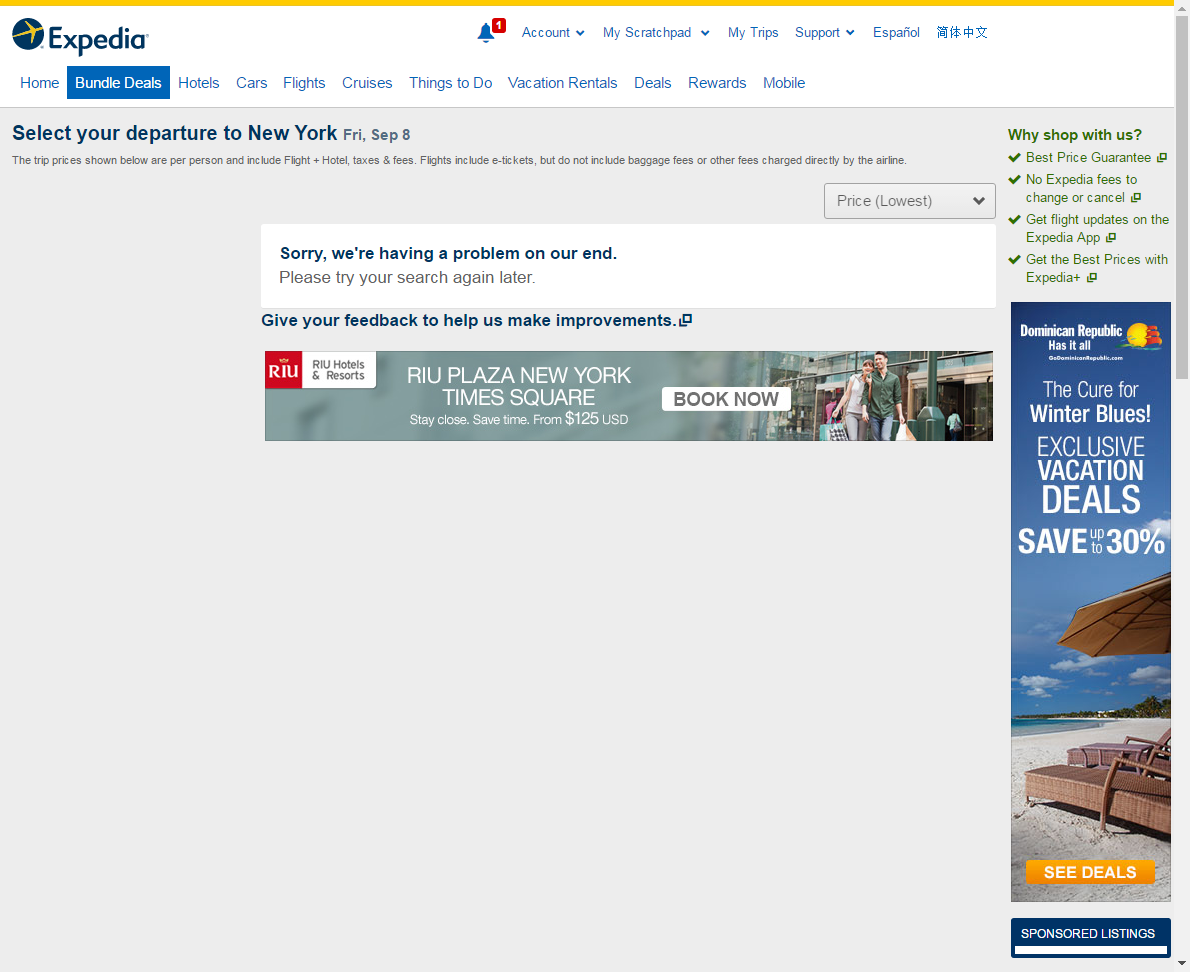 Expedia
1
Account
My Scratchpad
My Trips
Support
Español
简体中文
Home
Bundle Deals
Hotels
Cars
Flights
Cruises
Things to Do
Vacation Rentals
Deals
Rewards
Mobile
Select your departure to New York Fri, Sep 8
The trip prices shown below are per person and include Flight + Hotel, taxes & fees. Flights include e-tickets, but do not include baggage fees or other fees charged directly by the airline.
Price (Lowest)
Sorry, we're having a problem on our end.
Please try your search again later.
Give your feedback to help us make improvements.
RIU
RIU Hotels
& Resorts
RIU PLAZA NEW YORK
TIMES SQUARE
Stay close. Save time. From $125 USD
BOOK NOW
Why shop with us?
Best Price Guarantee
No Expedia fees to
change or cancel
Get flight updates on the
Expedia App
Get the Best Prices with
Expedia+
Dominican Republic
Has it all
GoDominicanRepublic.com
The Cure for
Winter Blues!
EXCLUSIVE
VACATION
DEALS
SAVE up to 30%
SEE DEALS
SPONSORED LISTINGS